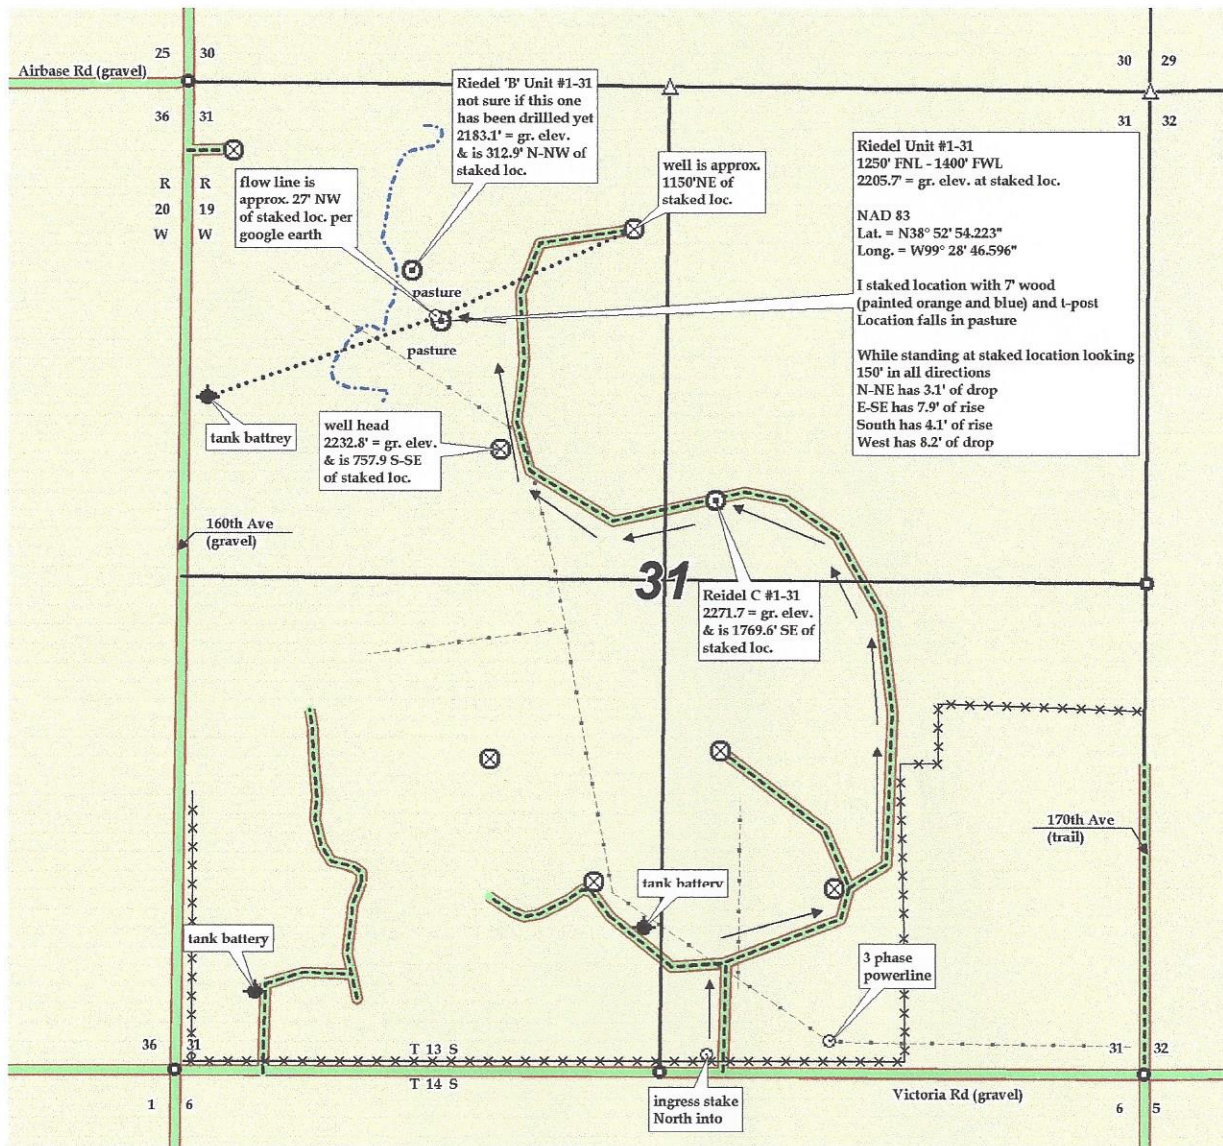 25 30
30 29
Airbase Rd (gravel)
36 31
31 32
Riedel 'B' Unit #1-31
not sure if this one
has been drillled yet
2183.1' = gr. elev.
& is 312.9' N-NW of
staked loc.
Riedel Unit #1-31
1250' FNL - 1400' FWL
2205.7' = gr. elev. at staked loc.
NAD 83
Lat. = N38° 52' 54.223"
Long. = W99° 28' 46.596"
I staked location with 7' wood
(painted orange and blue) and t-post
Location falls in pasture
While standing at staked location looking
150' in all directions
N-NE has 3.1' of drop
E-SE has 7.9' of rise
South has 4.1' of rise
West has 8.2' of drop
well is approx.
1150'NE of
staked loc.
R R
20 19
W W
flow line is
approx. 27' NW
of staked loc. per
google earth
pasture
pasture
tank battrey
well head
2232.8' = gr. elev.
& is 757.9 S-SE
of staked loc.
160th Ave
(gravel)
31
Reidel C #1-31
2271.7 = gr. elev.
& is 1769.6' SE of
staked loc.
170th Ave
(trail)
tank battery
tank battery
3 phase
powerline
36 31
T 13 S
31 32
T 14 S
1 6
ingress stake
North into
Victoria Rd (gravel)
6 5